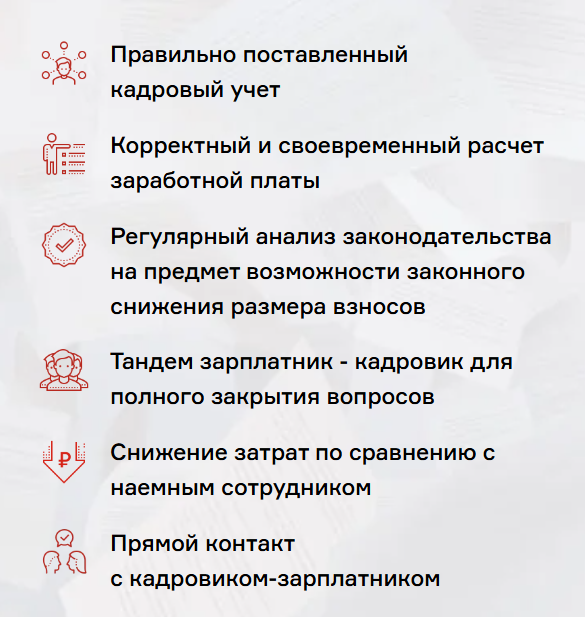 Правильно поставленный
кадровый учет
Корректный и своевременный расчет
заработной платы
Регулярный анализ законодательства
на предмет возможности законного
снижения размера взносов
Тандем зарплатник - кадровик для
полного закрытия вопросов
₽
Снижение затрат по сравнению с
наемным сотрудником
Прямой контакт
с кадровиком-зарплатником